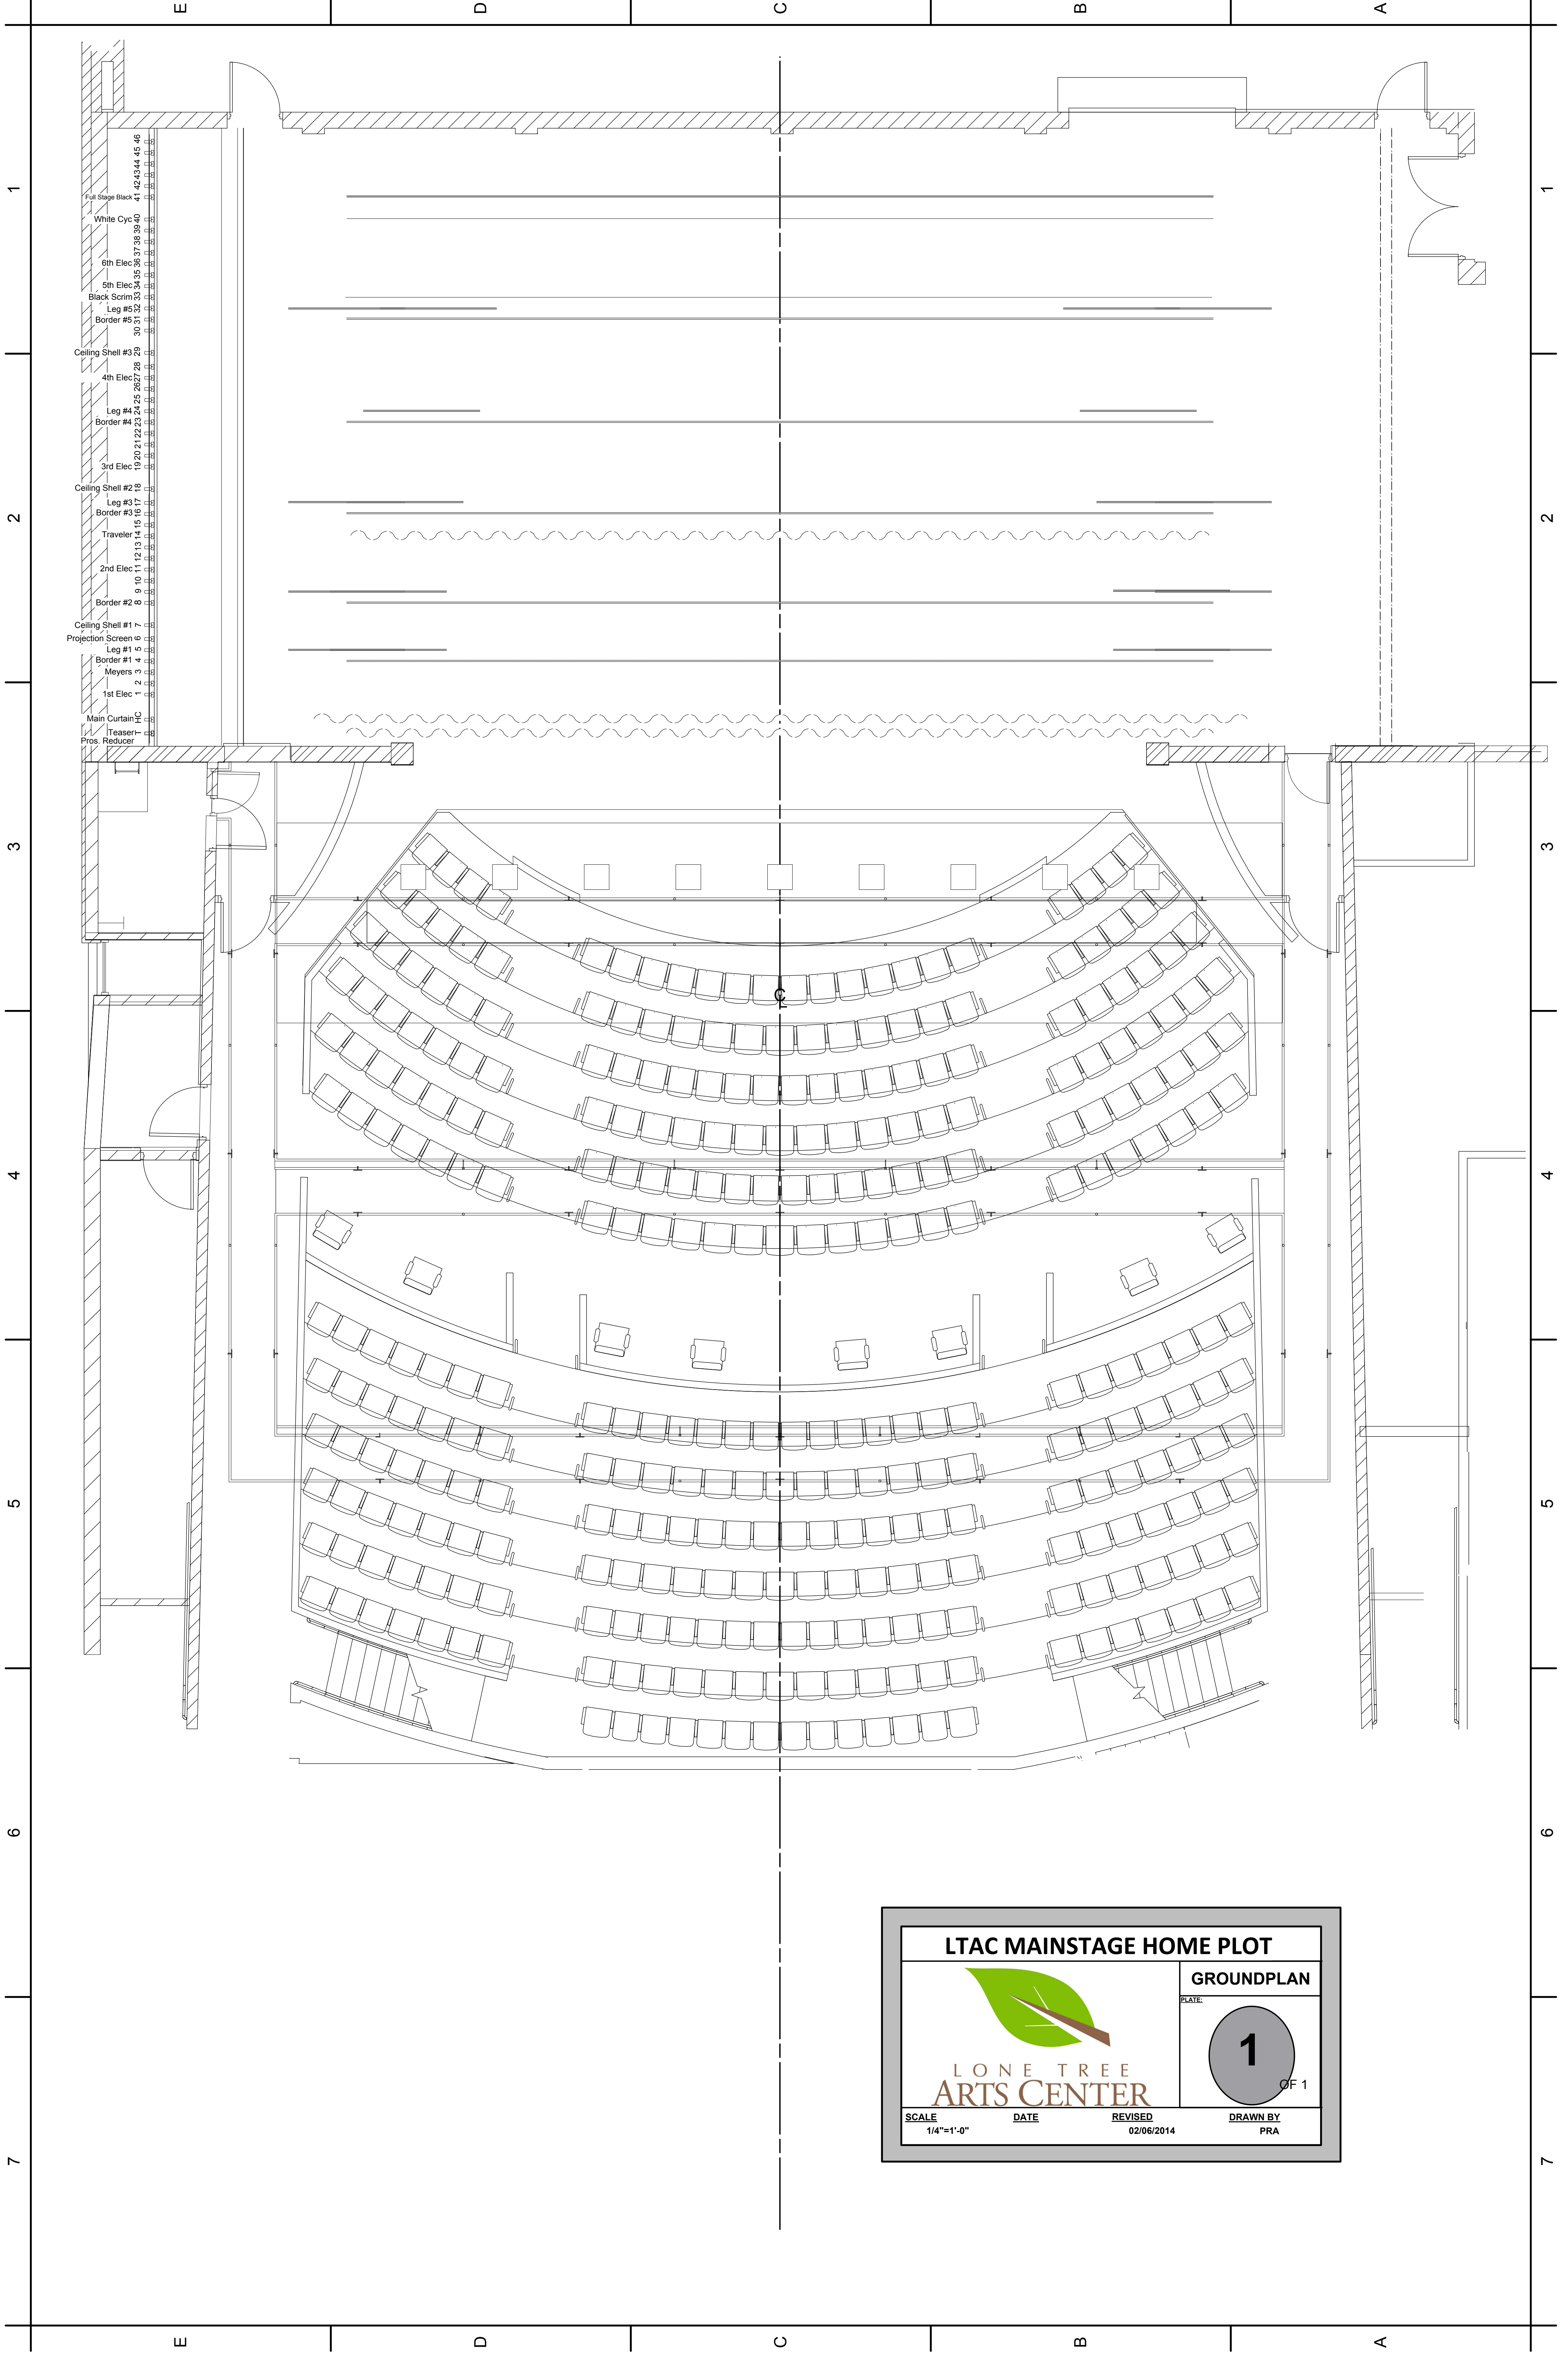 E D C B A
1 1
46
45
44
43
42
Full Stage Black 41
White Cyc 40
39
38
37
6th Elec 36
35
5th Elec 34
Black Scrim 33
Leg #5 32
Border #5 31
30
Ceiling Shell #3 29
28
4th Elec 27
26
25
Leg #4 24
Border #4 23
22
21
20
3rd Elec 19
Ceiling Shell #2 18
Leg #3 17
2 2
Border #3 16
15
Traveler 14
13
12
2nd Elec 11
10
9
Border #2 8
Ceiling Shell #1 7
Projection Screen 6
Leg #1 5
Border #1 4
Meyers 3
2
1st Elec 1
Main Curtain HC
Teaser T
Pros. Reducer
3 3
C
4 4
5 5
6 6
LTAC MAINSTAGE HOME PLOT
GROUNDPLAN
PLATE:
1
OF 1
LONE TREE
ARTS CENTER
SCALE DATE REVISED DRAWN BY
1/4"=1'-0" 02/06/2014 PRA
7 7
E D C B A